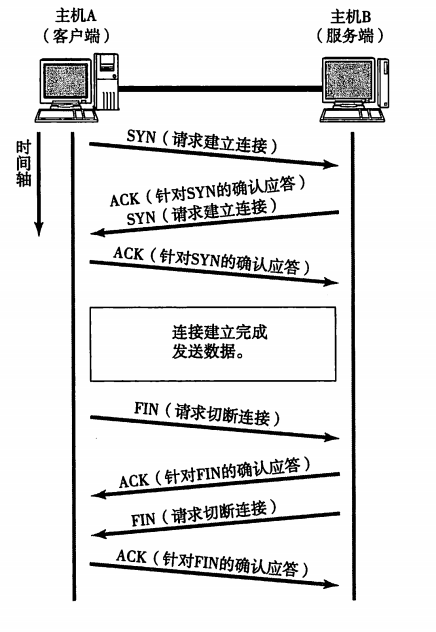 主机A
（客户端）
主机B
（服务端）
时间轴
SYN（请求建立连接）
ACK（针对SYN的确认应答）
SYN（请求建立连接）
ACK（针对SYN的确认应答）
连接建立完成
发送数据。
FIN（请求切断连接）
ACK（针对FIN的确认应答）
FIN（请求切断连接）
ACK（针对FIN的确认应答）